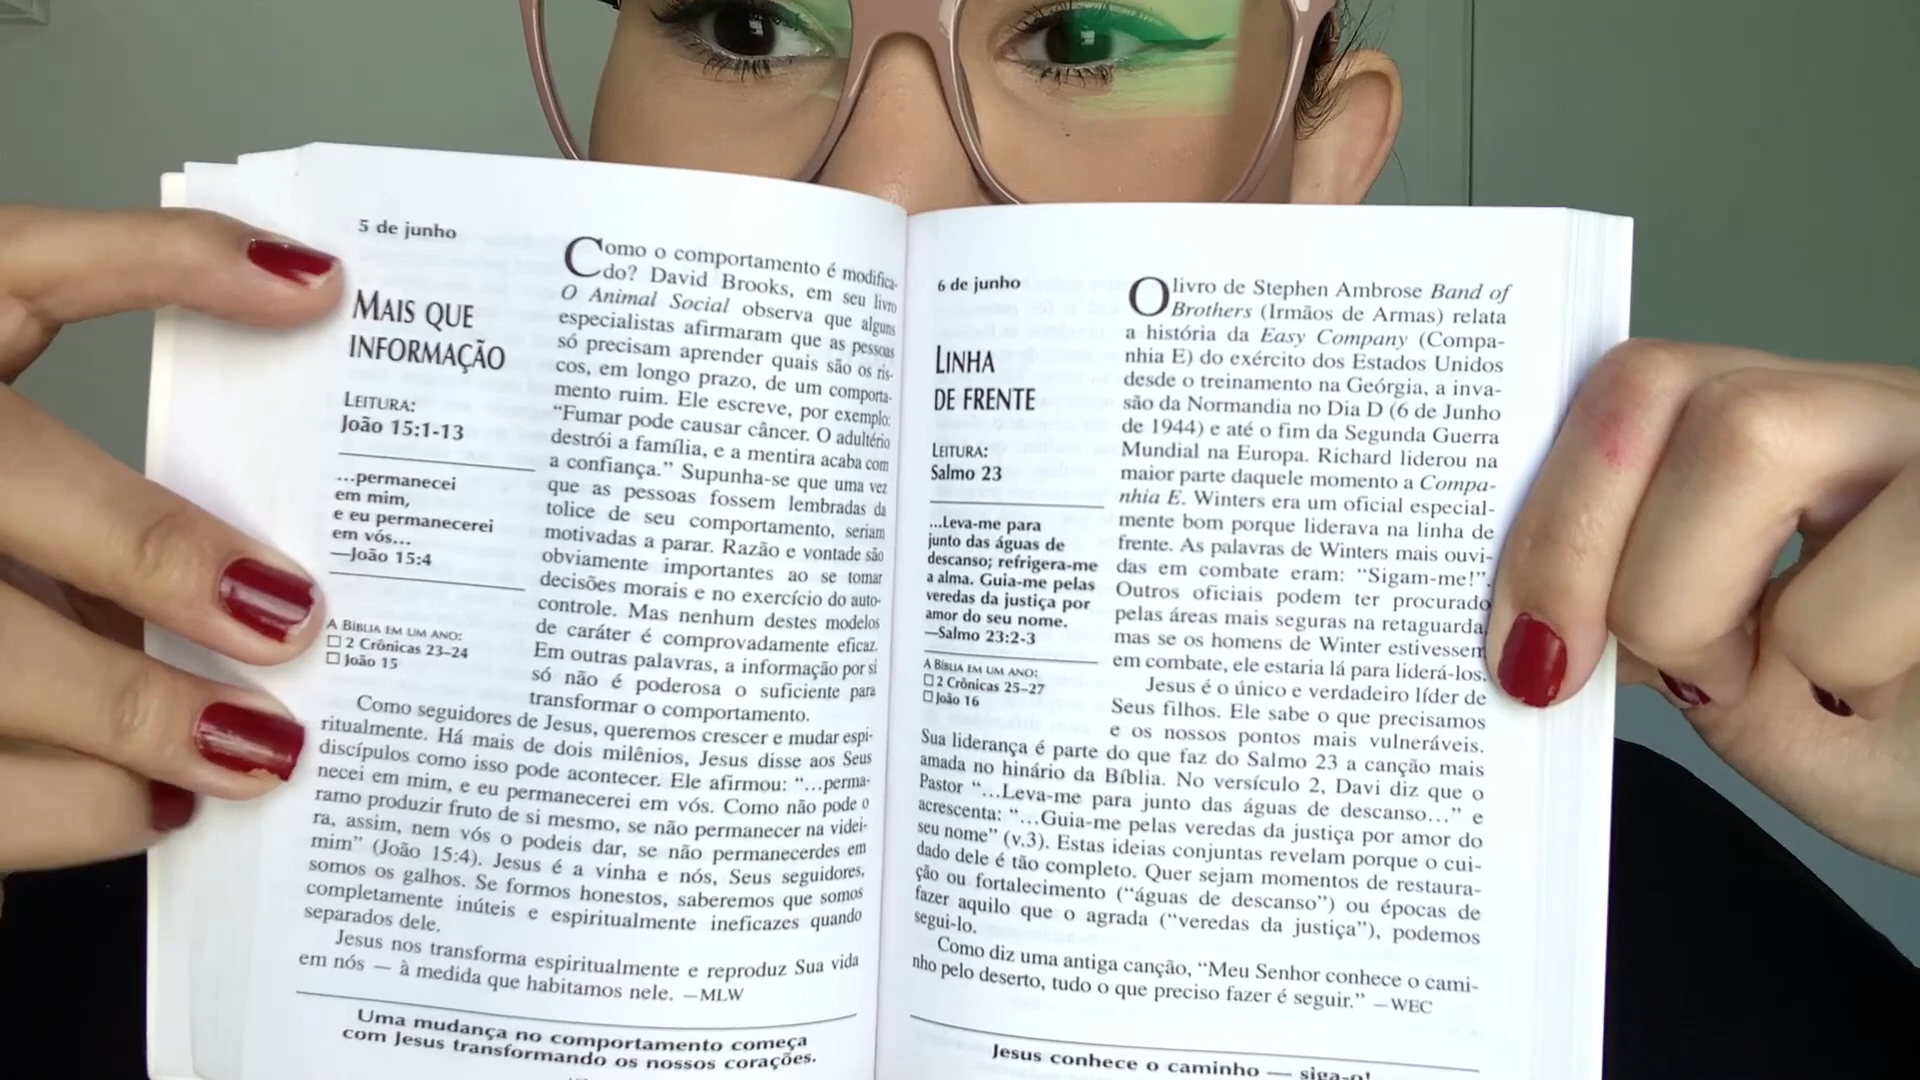 5 de junho
MAIS QUE
INFORMAÇÃO
LEITURA:
João 15:1-13
...permanecei
em mim,
e eu permanecerei
em vós...
—João 15:4
A BÍBLIA EM UM ANO:
☐ 2 Crônicas 23–24
☐ João 15
Como o comportamento é modifica-
do? David Brooks, em seu livro
O Animal Social observa que alguns
especialistas afirmaram que as pessoas
só precisam aprender quais são os ris-
cos, em longo prazo, de um comporta-
mento ruim. Ele escreve, por exemplo:
“Fumar pode causar câncer. O adultério
destrói a família, e a mentira acaba com
a confiança.” Supunha-se que uma vez
que as pessoas fossem lembradas da
tolice de seu comportamento, seriam
motivadas a parar. Razão e vontade são
obviamente importantes ao se tomar
decisões morais e no exercício do auto-
controle. Mas nenhum destes modelos
de caráter é comprovadamente eficaz.
Em outras palavras, a informação por si
só não é poderosa o suficiente para
transformar o comportamento.
Como seguidores de Jesus, queremos crescer e mudar espi-
ritualmente. Há mais de dois milênios, Jesus disse aos Seus
discípulos como isso pode acontecer. Ele afirmou: “...perma-
necei em mim, e eu permanecerei em vós. Como não pode o
ramo produzir fruto de si mesmo, se não permanecer na videi-
ra, assim, nem vós o podeis dar, se não permanecerdes em
mim” (João 15:4). Jesus é a vinha e nós, Seus seguidores,
somos os galhos. Se formos honestos, saberemos que somos
completamente inúteis e espiritualmente ineficazes quando
separados dele.
Jesus nos transforma espiritualmente e reproduz Sua vida
em nós — à medida que habitamos nele. —MLW
Uma mudança no comportamento começa
com Jesus transformando os nossos corações.
6 de junho
LINHA
DE FRENTE
LEITURA:
Salmo 23
...Leva-me para
junto das águas de
descanso; refrigera-me
a alma. Guia-me pelas
veredas da justiça por
amor do seu nome.
—Salmo 23:2-3
A BÍBLIA EM UM ANO:
☐ 2 Crônicas 25–27
☐ João 16
O livro de Stephen Ambrose Band of
Brothers (Irmãos de Armas) relata
a história da Easy Company (Compa-
nhia E) do exército dos Estados Unidos
desde o treinamento na Geórgia, a inva-
são da Normandia no Dia D (6 de Junho
de 1944) e até o fim da Segunda Guerra
Mundial na Europa. Richard liderou na
maior parte daquele momento a Compa-
nhia E. Winters era um oficial especial-
mente bom porque liderava na linha de
frente. As palavras de Winters mais ouvi-
das em combate eram: “Sigam-me!”.
Outros oficiais podem ter procurado
pelas áreas mais seguras na retaguarda,
mas se os homens de Winter estivessem
em combate, ele estaria lá para liderá-los.
Jesus é o único e verdadeiro líder de
Seus filhos. Ele sabe o que precisamos
e os nossos pontos mais vulneráveis.
Sua liderança é parte do que faz do Salmo 23 a canção mais
amada no hinário da Bíblia. No versículo 2, Davi diz que o
Pastor “...Leva-me para junto das águas de descanso...” e
acrescenta: “...Guia-me pelas veredas da justiça por amor do
seu nome” (v.3). Estas ideias conjuntas revelam porque o cui-
dado dele é tão completo. Quer sejam momentos de restaura-
ção ou fortalecimento (“águas de descanso”) ou épocas de
fazer aquilo que o agrada (“veredas da justiça”), podemos
segui-lo.
Como diz uma antiga canção, “Meu Senhor conhece o cami-
nho pelo deserto, tudo o que preciso fazer é seguir.” —WEC
Jesus conhece o caminho — siga-o!